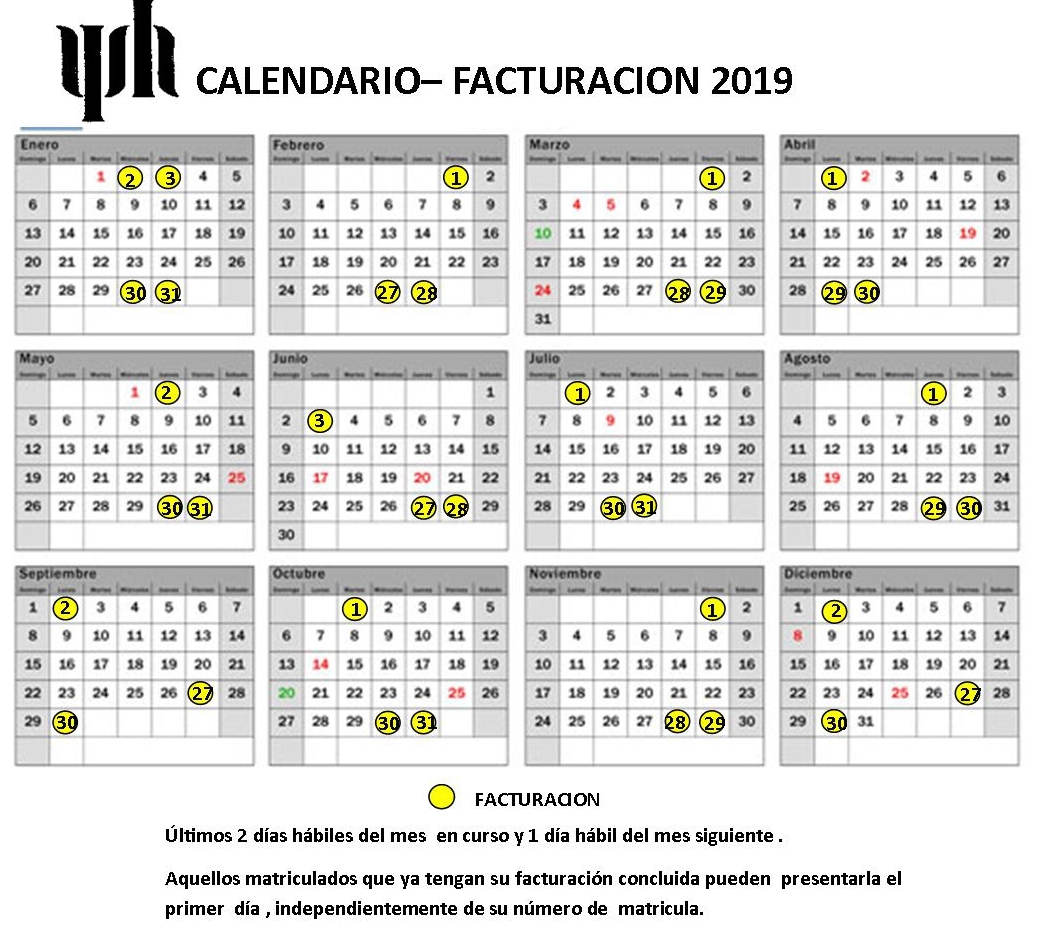 CALENDARIO– FACTURACION 2019
Enero Febrero Marzo Abril
Domingo Lunes Martes Miércoles Jueves Viernes Sábado Domingo Lunes Martes Miércoles Jueves Viernes Sábado Domingo Lunes Martes Miércoles Jueves Viernes Sábado Domingo Lunes Martes Miércoles Jueves Viernes Sábado
1 2 3 4 5 1 2 1 2 1 2 3 4 5 6
6 7 8 9 10 11 12 3 4 5 6 7 8 9 3 4 5 6 7 8 9 7 8 9 10 11 12 13
13 14 15 16 17 18 19 10 11 12 13 14 15 16 10 11 12 13 14 15 16 14 15 16 17 18 19 20
20 21 22 23 24 25 26 17 18 19 20 21 22 23 17 18 19 20 21 22 23 21 22 23 24 25 26 27
27 28 29 30 31 24 25 26 27 28 24 25 26 27 28 29 30 28 29 30
31
Mayo Junio Julio Agosto
Domingo Lunes Martes Miércoles Jueves Viernes Sábado Domingo Lunes Martes Miércoles Jueves Viernes Sábado Domingo Lunes Martes Miércoles Jueves Viernes Sábado Domingo Lunes Martes Miércoles Jueves Viernes Sábado
1 2 3 4 1 1 2 3 4 5 6 1 2 3
5 6 7 8 9 10 11 2 3 4 5 6 7 8 7 8 9 10 11 12 13 4 5 6 7 8 9 10
12 13 14 15 16 17 18 9 10 11 12 13 14 15 14 15 16 17 18 19 20 11 12 13 14 15 16 17
19 20 21 22 23 24 25 16 17 18 19 20 21 22 21 22 23 24 25 26 27 18 19 20 21 22 23 24
26 27 28 29 30 31 23 24 25 26 27 28 29 28 29 30 31 25 26 27 28 29 30 31
30
Septiembre Octubre Noviembre Diciembre
Domingo Lunes Martes Miércoles Jueves Viernes Sábado Domingo Lunes Martes Miércoles Jueves Viernes Sábado Domingo Lunes Martes Miércoles Jueves Viernes Sábado Domingo Lunes Martes Miércoles Jueves Viernes Sábado
1 2 3 4 5 6 7 1 2 3 4 5 1 2 1 2 3 4 5 6 7
8 9 10 11 12 13 14 6 7 8 9 10 11 12 3 4 5 6 7 8 9 8 9 10 11 12 13 14
15 16 17 18 19 20 21 13 14 15 16 17 18 19 10 11 12 13 14 15 16 15 16 17 18 19 20 21
22 23 24 25 26 27 28 20 21 22 23 24 25 26 17 18 19 20 21 22 23 22 23 24 25 26 27 28
29 30 27 28 29 30 31 24 25 26 27 28 29 30 29 30 31
FACTURACION
Últimos 2 días hábiles del mes en curso y 1 día hábil del mes siguiente .
Aquellos matriculados que ya tengan su facturación concluida pueden presentarla el
primer día , independientemente de su número de matricula.